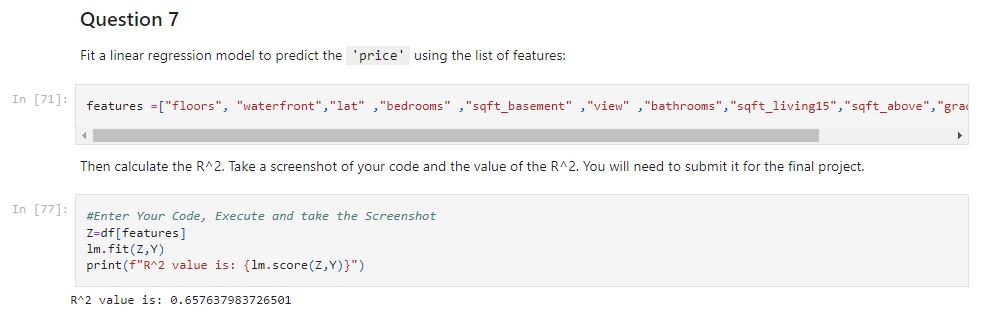 Question 7
Fit a linear regression model to predict the 'price' using the list of features:
In [71]:
features =["floors", "waterfront","lat" ,"bedrooms" ,"sqft_basement" ,"view" ,"bathrooms","sqft_living15","sqft_above","grad
Then calculate the R^2. Take a screenshot of your code and the value of the R^2. You will need to submit it for the final project.
In [77]:
#Enter Your Code, Execute and take the Screenshot
Z=df[features]
lm.fit(Z,Y)
print(f"R^2 value is: {lm.score(Z,Y)}")
R^2 value is: 0.657637983726501